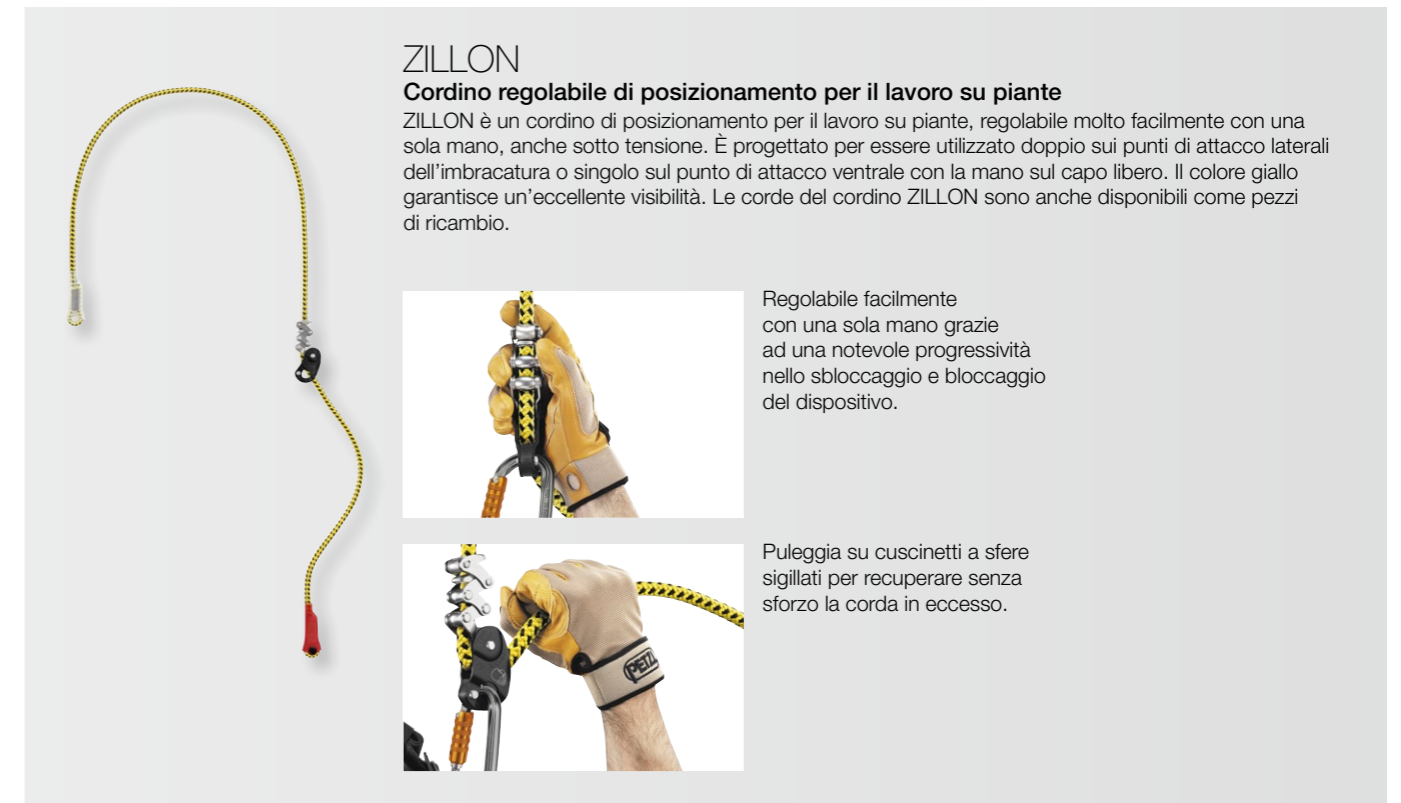 ZILLON
Cordino regolabile di posizionamento per il lavoro su piante
ZILLON è un cordino di posizionamento per il lavoro su piante, regolabile molto facilmente con una
sola mano, anche sotto tensione. È progettato per essere utilizzato doppio sui punti di attacco laterali
dell’imbracatura o singolo sul punto di attacco ventrale con la mano sul capo libero. Il colore giallo
garantisce un’eccellente visibilità. Le corde del cordino ZILLON sono anche disponibili come pezzi
di ricambio.
Regolabile facilmente
con una sola mano grazie
ad una notevole progressività
nello sbloccaggio e bloccaggio
del dispositivo.
Puleggia su cuscinetti a sfere
sigillati per recuperare senza
sforzo la corda in eccesso.
PETZL